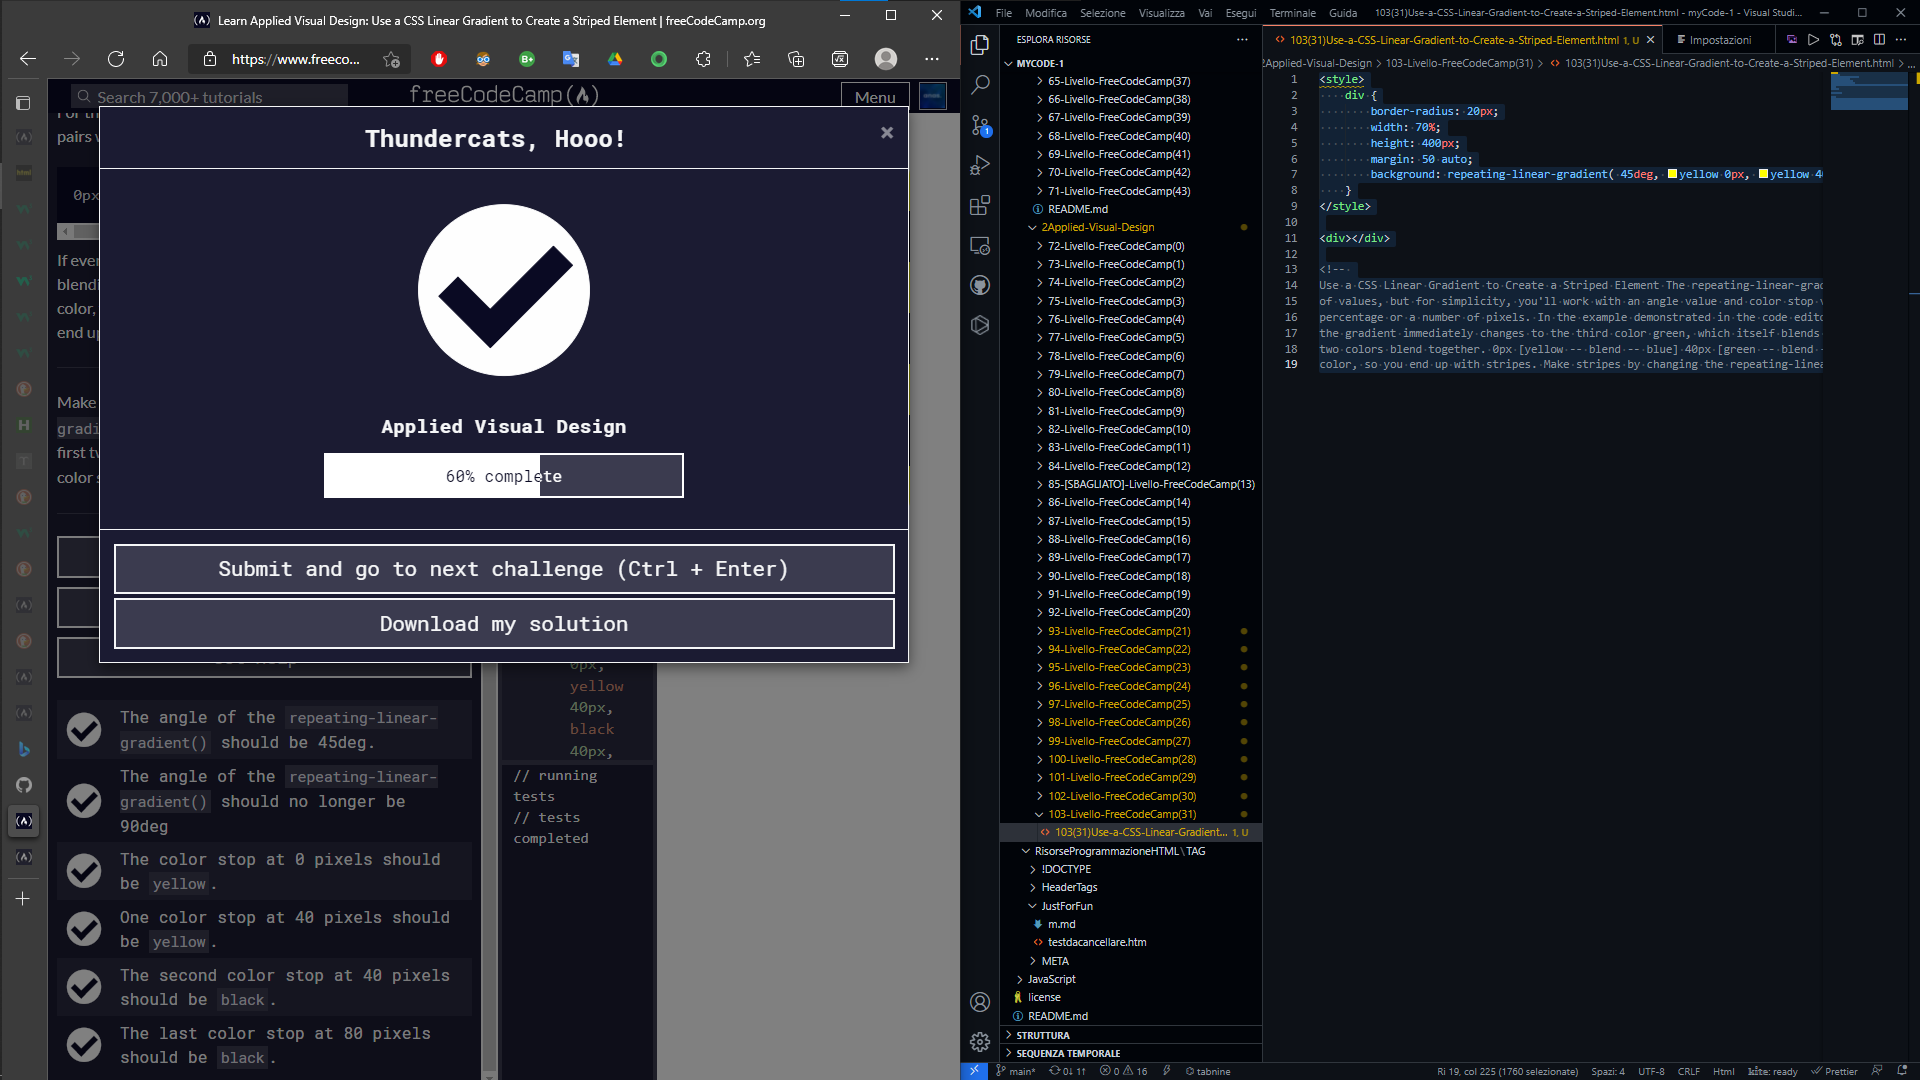 Learn Applied Visual Design: Use a CSS Linear Gradient to Create a Striped Element | freeCodeCamp.org
https://www.freeco...
Search 7,000+ tutorials
freeCodeCamp
Menu
pairs
0px
If ever
blendi
color,
end up
Make
gradi
first tw
color s
Thundercats, Hooo!
×
Applied Visual Design
60% complete
Submit and go to next challenge (Ctrl + Enter)
Download my solution
The angle of the repeating-linear-
gradient() should be 45deg.
The angle of the repeating-linear-
gradient() should no longer be
90deg
The color stop at 0 pixels should
be yellow.
One color stop at 40 pixels should
be yellow.
The second color stop at 40 pixels
should be black.
The last color stop at 80 pixels
should be black.
0px,
yellow
40px,
black
40px,
// running
tests
// tests
completed
File Modifica Selezione Visualizza Vai Esegui Terminale Guida
103(31)Use-a-CSS-Linear-Gradient-to-Create-a-Striped-Element.html - myCode-1 - Visual Studi...
ESPLORA RISORSE
MYCODE-1
65-Livello-FreeCodeCamp(37)
66-Livello-FreeCodeCamp(38)
67-Livello-FreeCodeCamp(39)
68-Livello-FreeCodeCamp(40)
69-Livello-FreeCodeCamp(41)
70-Livello-FreeCodeCamp(42)
71-Livello-FreeCodeCamp(43)
README.md
2Applied-Visual-Design
72-Livello-FreeCodeCamp(0)
73-Livello-FreeCodeCamp(1)
74-Livello-FreeCodeCamp(2)
75-Livello-FreeCodeCamp(3)
76-Livello-FreeCodeCamp(4)
77-Livello-FreeCodeCamp(5)
78-Livello-FreeCodeCamp(6)
79-Livello-FreeCodeCamp(7)
80-Livello-FreeCodeCamp(8)
81-Livello-FreeCodeCamp(9)
82-Livello-FreeCodeCamp(10)
83-Livello-FreeCodeCamp(11)
84-Livello-FreeCodeCamp(12)
85-[SBAGLIATO]-Livello-FreeCodeCamp(13)
86-Livello-FreeCodeCamp(14)
87-Livello-FreeCodeCamp(15)
88-Livello-FreeCodeCamp(16)
89-Livello-FreeCodeCamp(17)
90-Livello-FreeCodeCamp(18)
91-Livello-FreeCodeCamp(19)
92-Livello-FreeCodeCamp(20)
93-Livello-FreeCodeCamp(21)
94-Livello-FreeCodeCamp(22)
95-Livello-FreeCodeCamp(23)
96-Livello-FreeCodeCamp(24)
97-Livello-FreeCodeCamp(25)
98-Livello-FreeCodeCamp(26)
99-Livello-FreeCodeCamp(27)
100-Livello-FreeCodeCamp(28)
101-Livello-FreeCodeCamp(29)
102-Livello-FreeCodeCamp(30)
103-Livello-FreeCodeCamp(31)
103(31)Use-a-CSS-Linear-Gradient... 1, U
RisorseProgrammazioneHTML\TAG
!DOCTYPE
HeaderTags
JustForFun
m.md
testdacancellare.htm
META
JavaScript
license
README.md
STRUTTURA
SEQUENZA TEMPORALE
103(31)Use-a-CSS-Linear-Gradient-to-Create-a-Striped-Element.html 1, U
Impostazioni
2Applied-Visual-Design > 103-Livello-FreeCodeCamp(31) > 103(31)Use-a-CSS-Linear-Gradient-to-Create-a-Striped-Element.html > ...
1 <style>
2 div {
3 border-radius: 20px;
4 width: 70%;
5 height: 400px;
6 margin: 50 auto;
7 background: repeating-linear-gradient( 45deg, yellow 0px, yellow 4
8 }
9 </style>
10
11 <div></div>
12
13 <!--
14 Use a CSS Linear Gradient to Create a Striped Element The repeating-linear-grad
15 of values, but for simplicity, you'll work with an angle value and color stop v
16 percentage or a number of pixels. In the example demonstrated in the code edito
17 the gradient immediately changes to the third color green, which itself blends
18 two colors blend together. 0px [yellow -- blend -- blue] 40px [green -- blend -
19 color, so you end up with stripes. Make stripes by changing the repeating-linea
main* 0↓ 1↑ 0 16 tabnine
Ri 19, col 225 (1760 selezionate) Spazi: 4 UTF-8 CRLF Html kite: ready Prettier